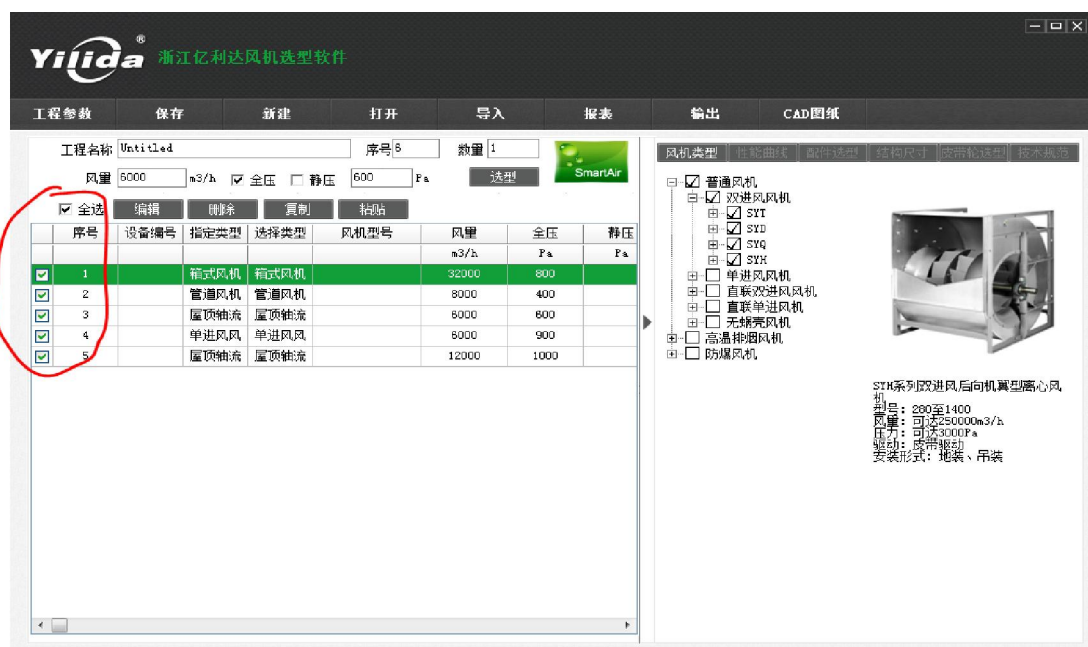 Yilida® 浙江亿利达风机选型软件
工程参数 保存 新建 打开 导入 报表 输出 CAD图纸
工程名称 Untitled 序号 6 数量 1
风量 6000 m3/h 全压 静压 600 Pa 选型 SmartAir
全选 编辑 删除 复制 粘贴
序号 设备编号 指定类型 选择类型 风机型号 风量 全压 静压
m3/h Pa Pa
1 箱式风机 箱式风机 32000 800
2 管道风机 管道风机 8000 400
3 屋顶轴流 屋顶轴流 6000 600
4 单进风风 单进风风 6000 900
5 屋顶轴流 屋顶轴流 12000 1000
风机类型 性能曲线 配件选型 结构尺寸 皮带轮选型 技术规范
普通风机
双进风风机
SYT
SYD
SYQ
SYH
单进风风机
直联双进风风机
直联单进风机
无蜗壳风机
高温排烟风机
防爆风机
SYH系列双进风后向机翼型离心风
机
型号：280至1400
风量：可达250000m3/h
压力：可达3000Pa
驱动：皮带驱动
安装形式：地装、吊装